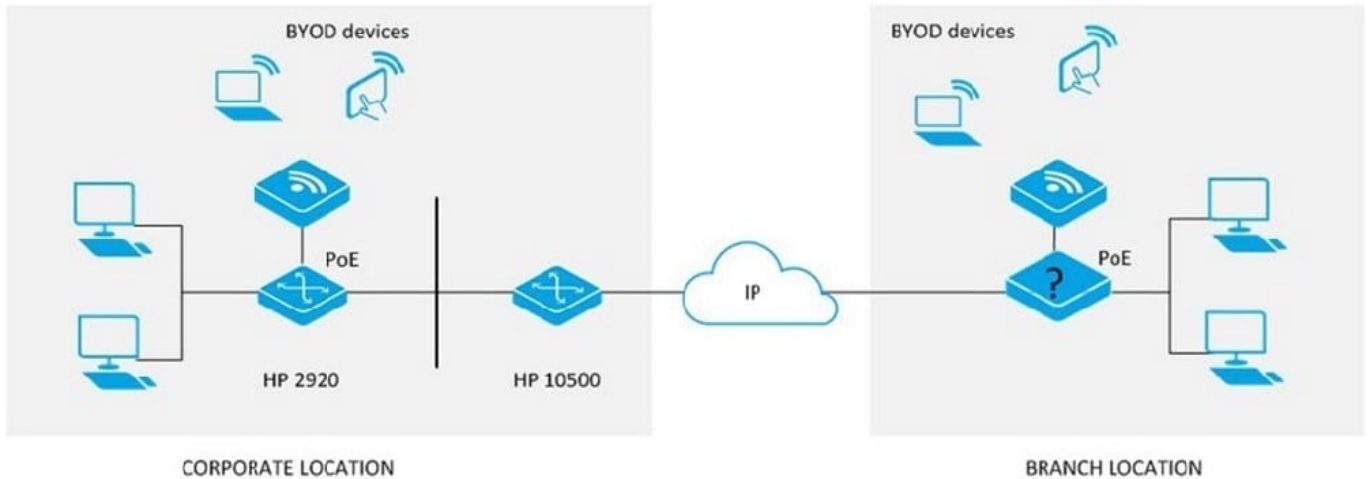 BYOD devices
BYOD devices
PoE
PoE
IP
?
HP 2920
HP 10500
CORPORATE LOCATION
BRANCH LOCATION